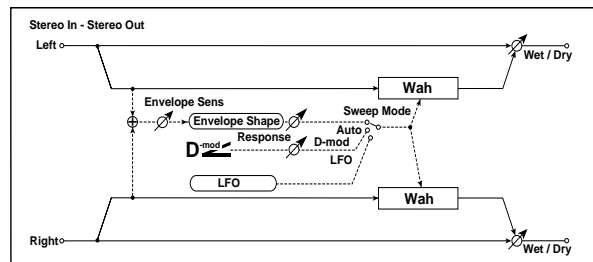 Stereo In - Stereo Out
Left
Wet / Dry
Wah
Envelope Sens
Sweep Mode
Envelope Shape
Auto
Response
D-mod
D-mod
LFO
LFO
Wah
Right
Wet / Dry